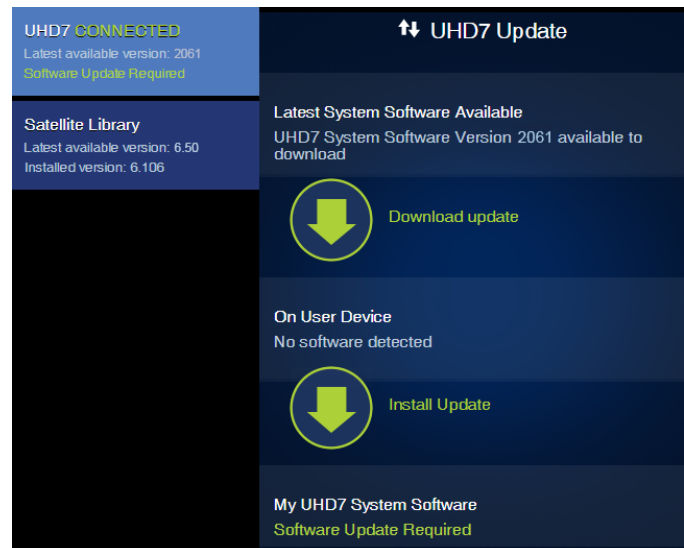 UHD7 CONNECTED
Latest available version: 2061
Software Update Required
Satellite Library
Latest available version: 6.50
Installed version: 6.106
UHD7 Update
Latest System Software Available
UHD7 System Software Version 2061 available to
download
Download update
On User Device
No software detected
Install Update
My UHD7 System Software
Software Update Required